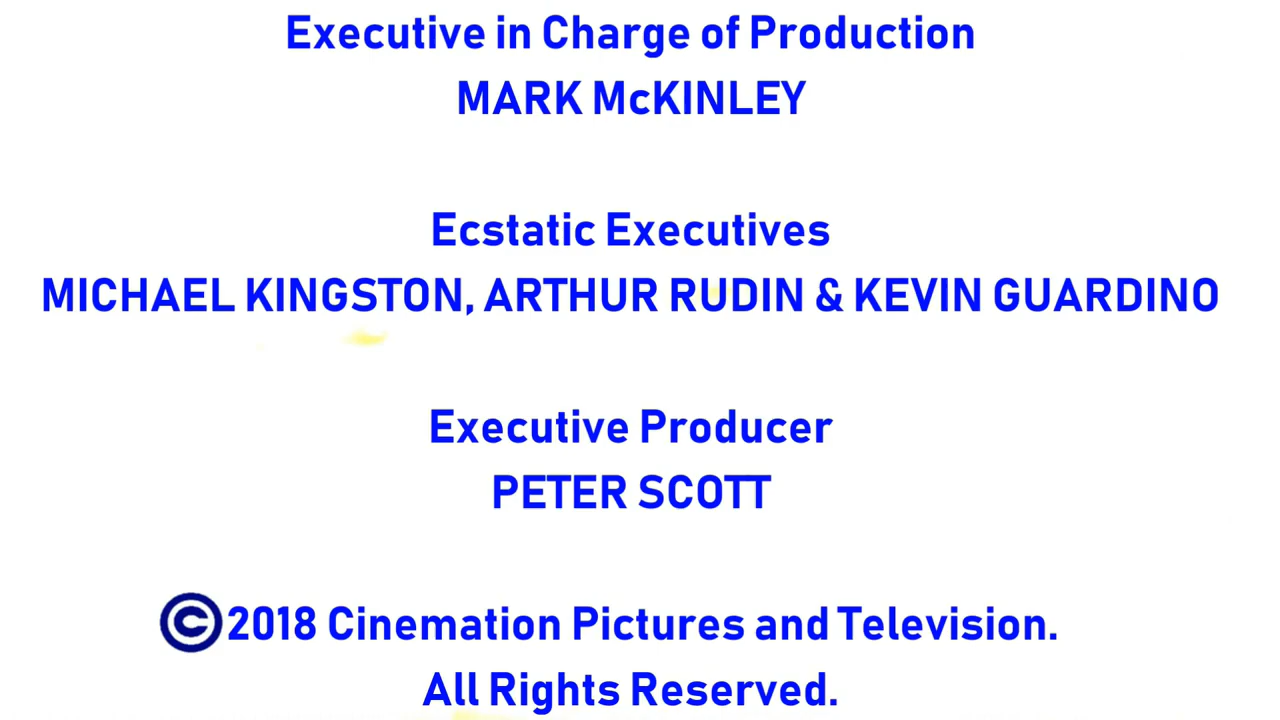 Executive in Charge of Production
MARK McKINLEY
Ecstatic Executives
MICHAEL KINGSTON, ARTHUR RUDIN & KEVIN GUARDINO
Executive Producer
PETER SCOTT
©2018 Cinemation Pictures and Television.
All Rights Reserved.